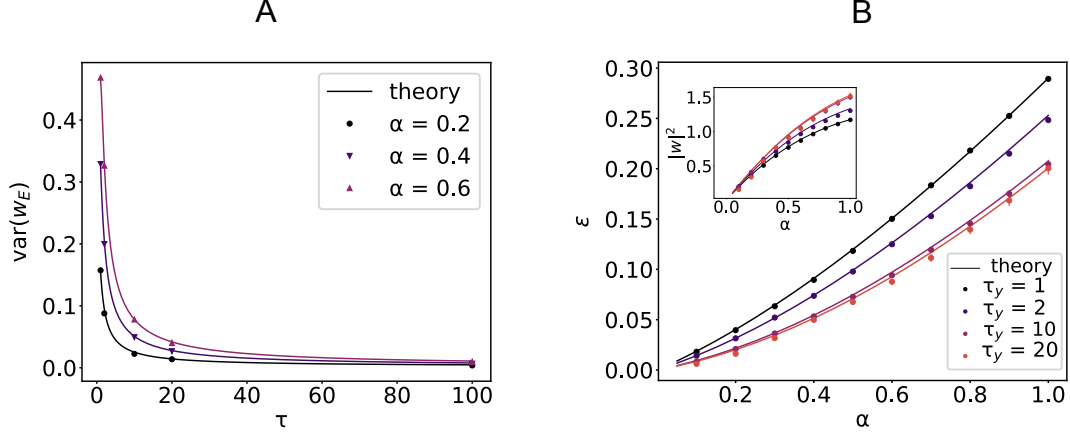 A
var(w_E)
0.4
0.3
0.2
0.1
0.0
0 20 40 60 80 100
τ
theory
α = 0.2
α = 0.4
α = 0.6
B
ε
0.30
0.25
0.20
0.15
0.10
0.05
0.00
0.2 0.4 0.6 0.8 1.0
α
|w|²
1.5
1.0
0.5
0.0 0.5 1.0
α
theory
τ_y = 1
τ_y = 2
τ_y = 10
τ_y = 20